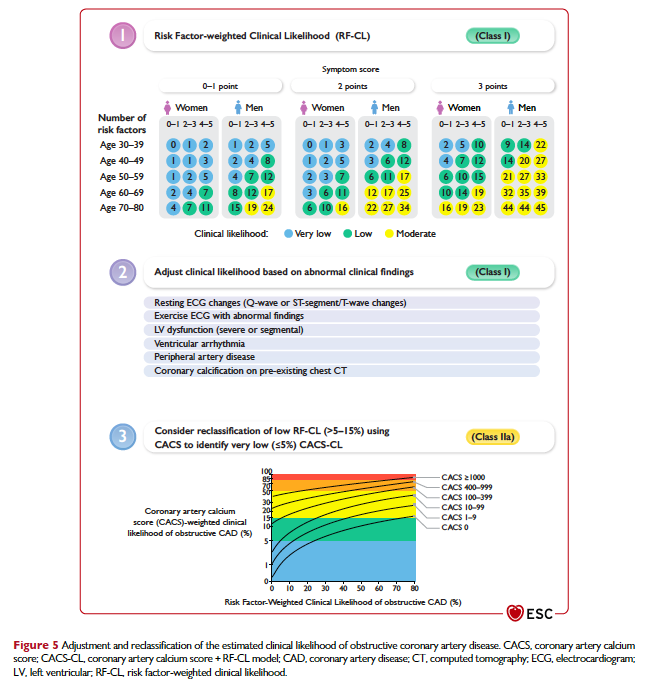 1 Risk Factor-weighted Clinical Likelihood (RF-CL) (Class I)
Symptom score
0–1 point 2 points 3 points
Women Men Women Men Women Men
Number of risk factors 0–1 2–3 4–5 0–1 2–3 4–5 0–1 2–3 4–5 0–1 2–3 4–5 0–1 2–3 4–5 0–1 2–3 4–5
Age 30–39 0 1 2 1 2 5 0 1 3 2 4 8 2 5 10 9 14 22
Age 40–49 1 1 3 2 4 8 1 2 5 3 6 12 4 7 12 14 20 27
Age 50–59 1 2 5 4 7 12 2 3 7 6 11 17 6 10 15 21 27 33
Age 60–69 2 4 7 8 12 17 3 6 11 12 17 25 10 14 19 32 35 39
Age 70–80 4 7 11 15 19 24 6 10 16 22 27 34 16 19 23 44 44 45
Clinical likelihood: Very low Low Moderate
2 Adjust clinical likelihood based on abnormal clinical findings (Class I)
Resting ECG changes (Q-wave or ST-segment/T-wave changes)
Exercise ECG with abnormal findings
LV dysfunction (severe or segmental)
Ventricular arrhythmia
Peripheral artery disease
Coronary calcification on pre-existing chest CT
3 Consider reclassification of low RF-CL (>5–15%) using
CACS to identify very low (≤5%) CACS-CL (Class IIa)
Coronary artery calcium
score (CACS)-weighted clinical
likelihood of obstructive CAD (%)
100
85
70
50
30
20
15
10
5
1
0
CACS ≥1000
CACS 400–999
CACS 100–399
CACS 10–99
CACS 1–9
CACS 0
0 10 20 30 40 50 60 70 80
Risk Factor-Weighted Clinical Likelihood of obstructive CAD (%)
ESC
Figure 5 Adjustment and reclassification of the estimated clinical likelihood of obstructive coronary artery disease. CACS, coronary artery calcium
score; CACS-CL, coronary artery calcium score + RF-CL model; CAD, coronary artery disease; CT, computed tomography; ECG, electrocardiogram;
LV, left ventricular; RF-CL, risk factor-weighted clinical likelihood.